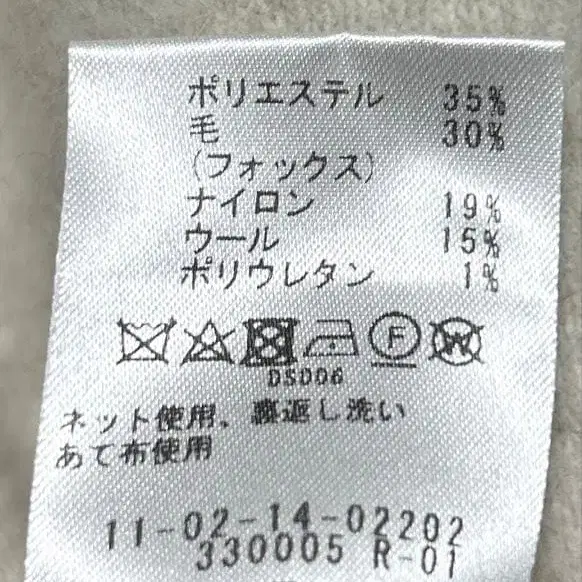 ポリエステル 35%
毛 30%
(フォックス)
ナイロン 19%
ウール 15%
ポリウレタン 1%
F W
DS006
ネット使用、裏返し洗い
あて布使用
11-02-14-02202
330005 R-01